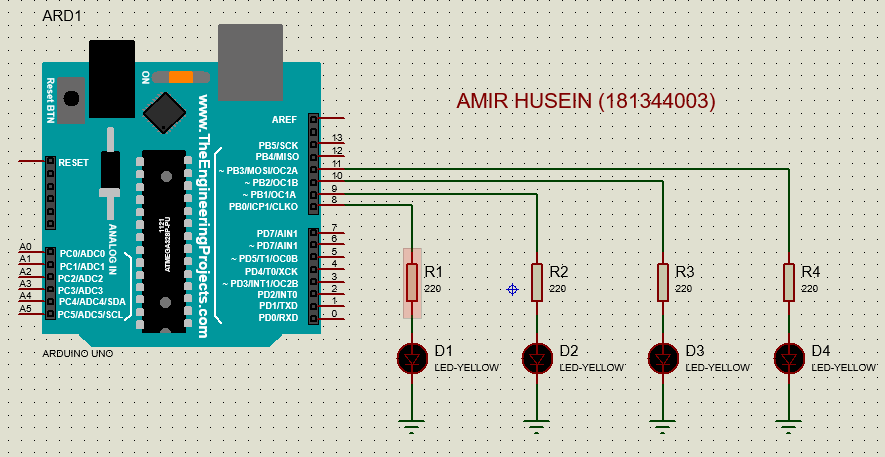 ARD1
AMIR HUSEIN (181344003)
ON
Reset BTN
www.TheEngineeringProjects.com
1121
ATMEGA328P-PU
ANALOG IN
RESET
AREF
PB5/SCK 13
PB4/MISO 12
~ PB3/MOSI/OC2A 11
~ PB2/OC1B 10
~ PB1/OC1A 9
PB0/ICP1/CLKO 8
PD7/AIN1 7
~ PD7/AIN1 6
~ PD5/T1/OC0B 5
PD4/T0/XCK 4
~ PD3/INT1/OC2B 3
PD2/INT0 2
PD1/TXD 1
PD0/RXD 0
A0 PC0/ADC0
A1 PC1/ADC1
A2 PC2/ADC2
A3 PC3/ADC3
A4 PC4/ADC4/SDA
A5 PC5/ADC5/SCL
ARDUINO UNO
R1
220
R2
220
R3
220
R4
220
D1
LED-YELLOW
D2
LED-YELLOW
D3
LED-YELLOW
D4
LED-YELLOW